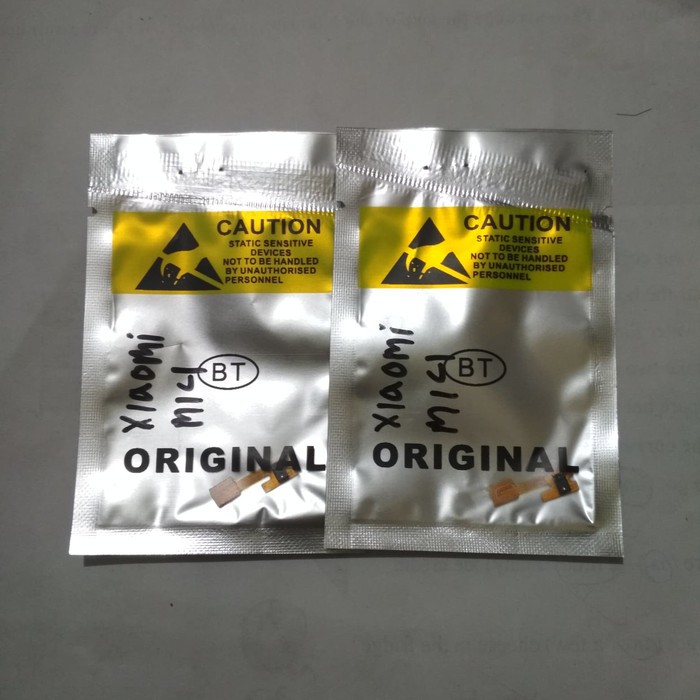 CAUTION
STATIC SENSITIVE
DEVICES
NOT TO BE HANDLED
BY UNAUTHORISED
PERSONNEL
Xiaomi
MI4
BT
ORIGINAL
CAUTION
STATIC SENSITIVE
DEVICES
NOT TO BE HANDLED
BY UNAUTHORISED
PERSONNEL
Xiaomi
MI4
BT
ORIGINAL